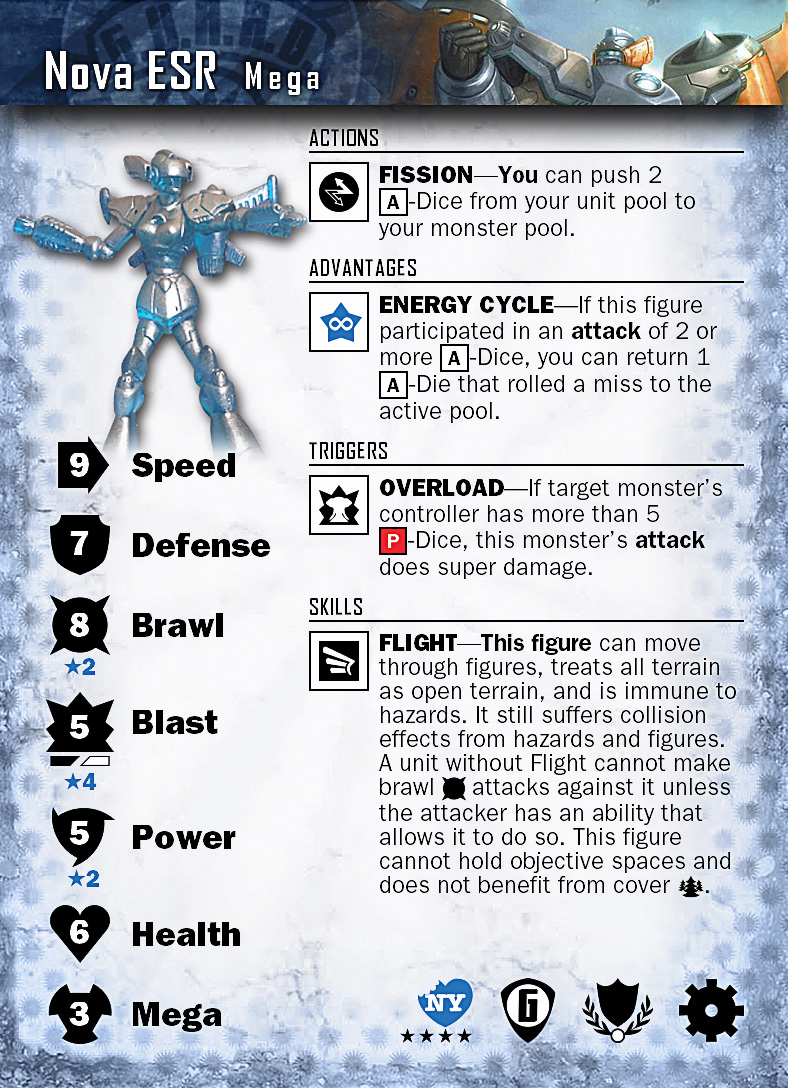 Nova ESR Mega
ACTIONS
FISSION—You can push 2
A-Dice from your unit pool to
your monster pool.
ADVANTAGES
ENERGY CYCLE—If this figure
participated in an attack of 2 or
more A-Dice, you can return 1
A-Die that rolled a miss to the
active pool.
TRIGGERS
OVERLOAD—If target monster's
controller has more than 5
P-Dice, this monster's attack
does super damage.
SKILLS
FLIGHT—This figure can move
through figures, treats all terrain
as open terrain, and is immune to
hazards. It still suffers collision
effects from hazards and figures.
A unit without Flight cannot make
brawl attacks against it unless
the attacker has an ability that
allows it to do so. This figure
cannot hold objective spaces and
does not benefit from cover.
9 Speed
7 Defense
8 Brawl
★2
5 Blast
★4
5 Power
★2
6 Health
3 Mega
NY
★★★★
G